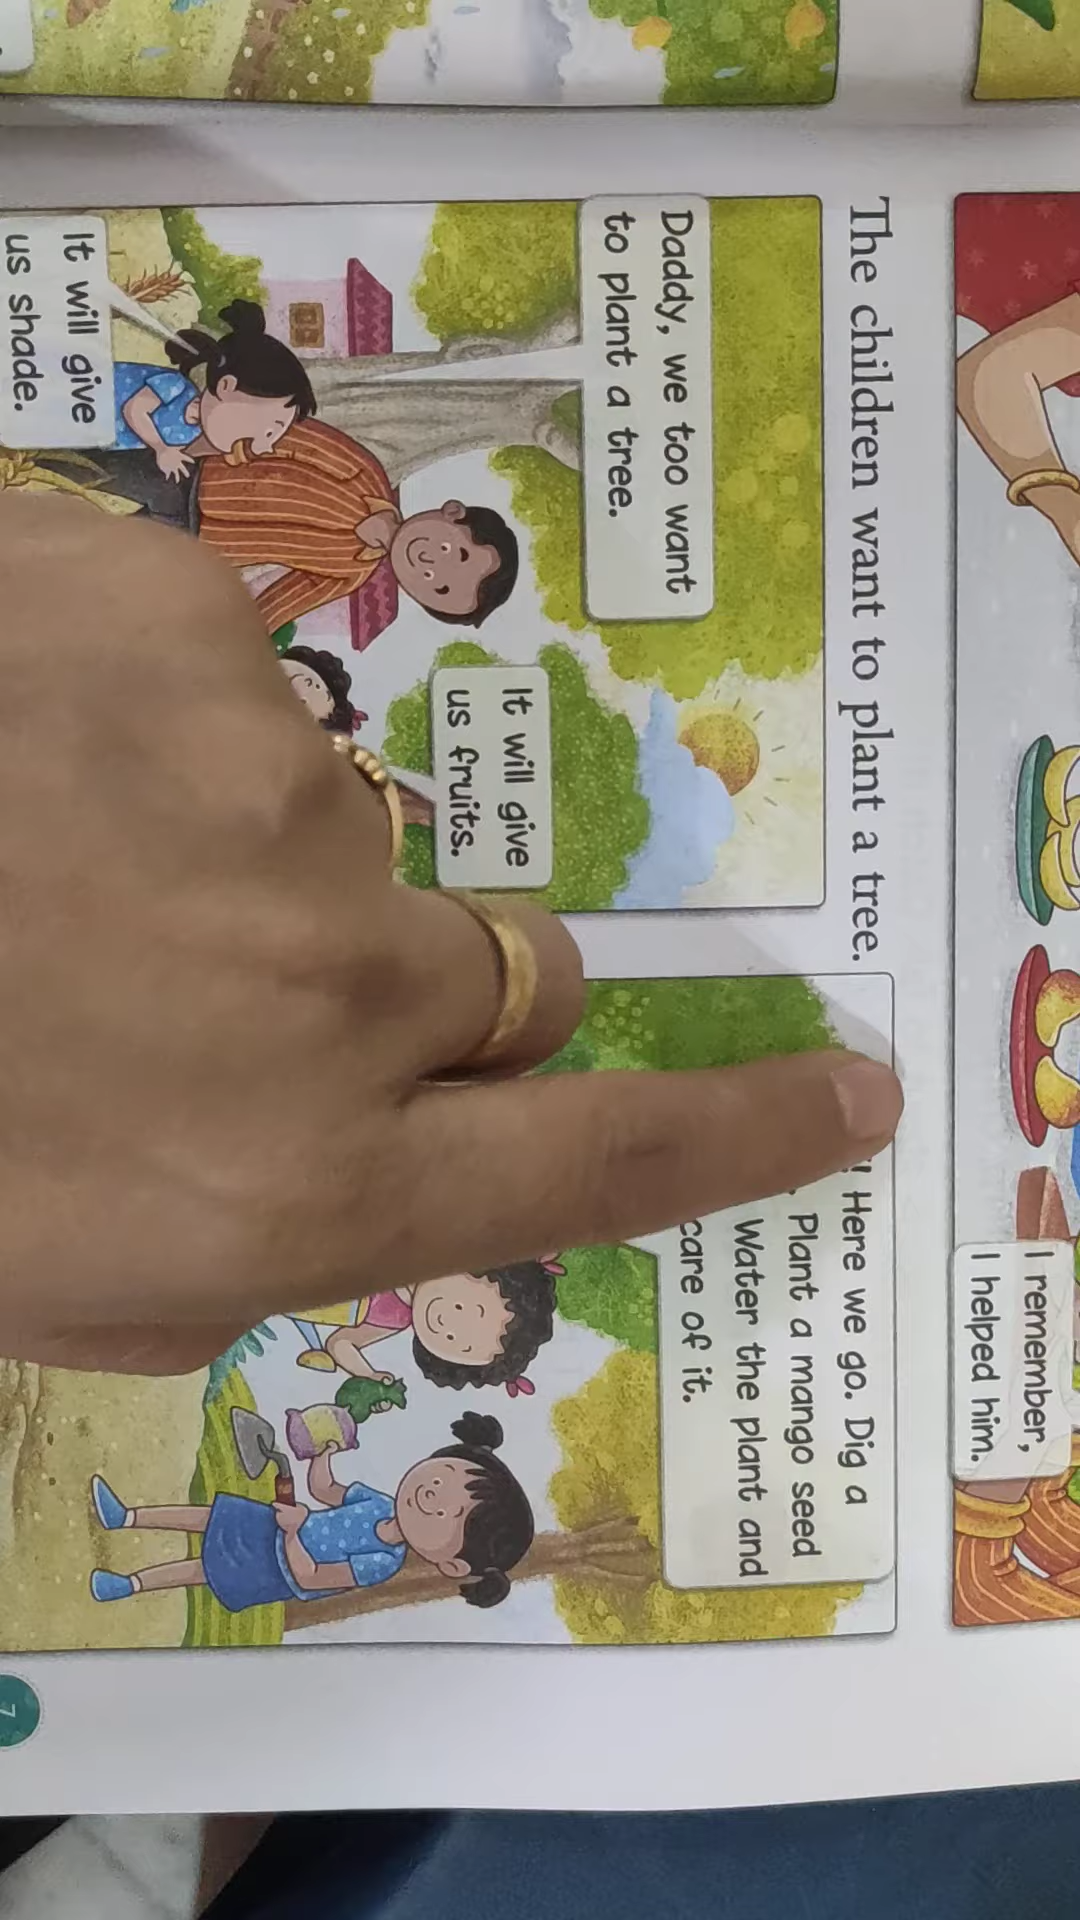 I remember,
I helped him.
The children want to plant a tree.
Daddy, we too want
to plant a tree.
It will give
us fruits.
It will give
us shade.
! Here we go. Dig a
. Plant a mango seed
Water the plant and
care of it.
7